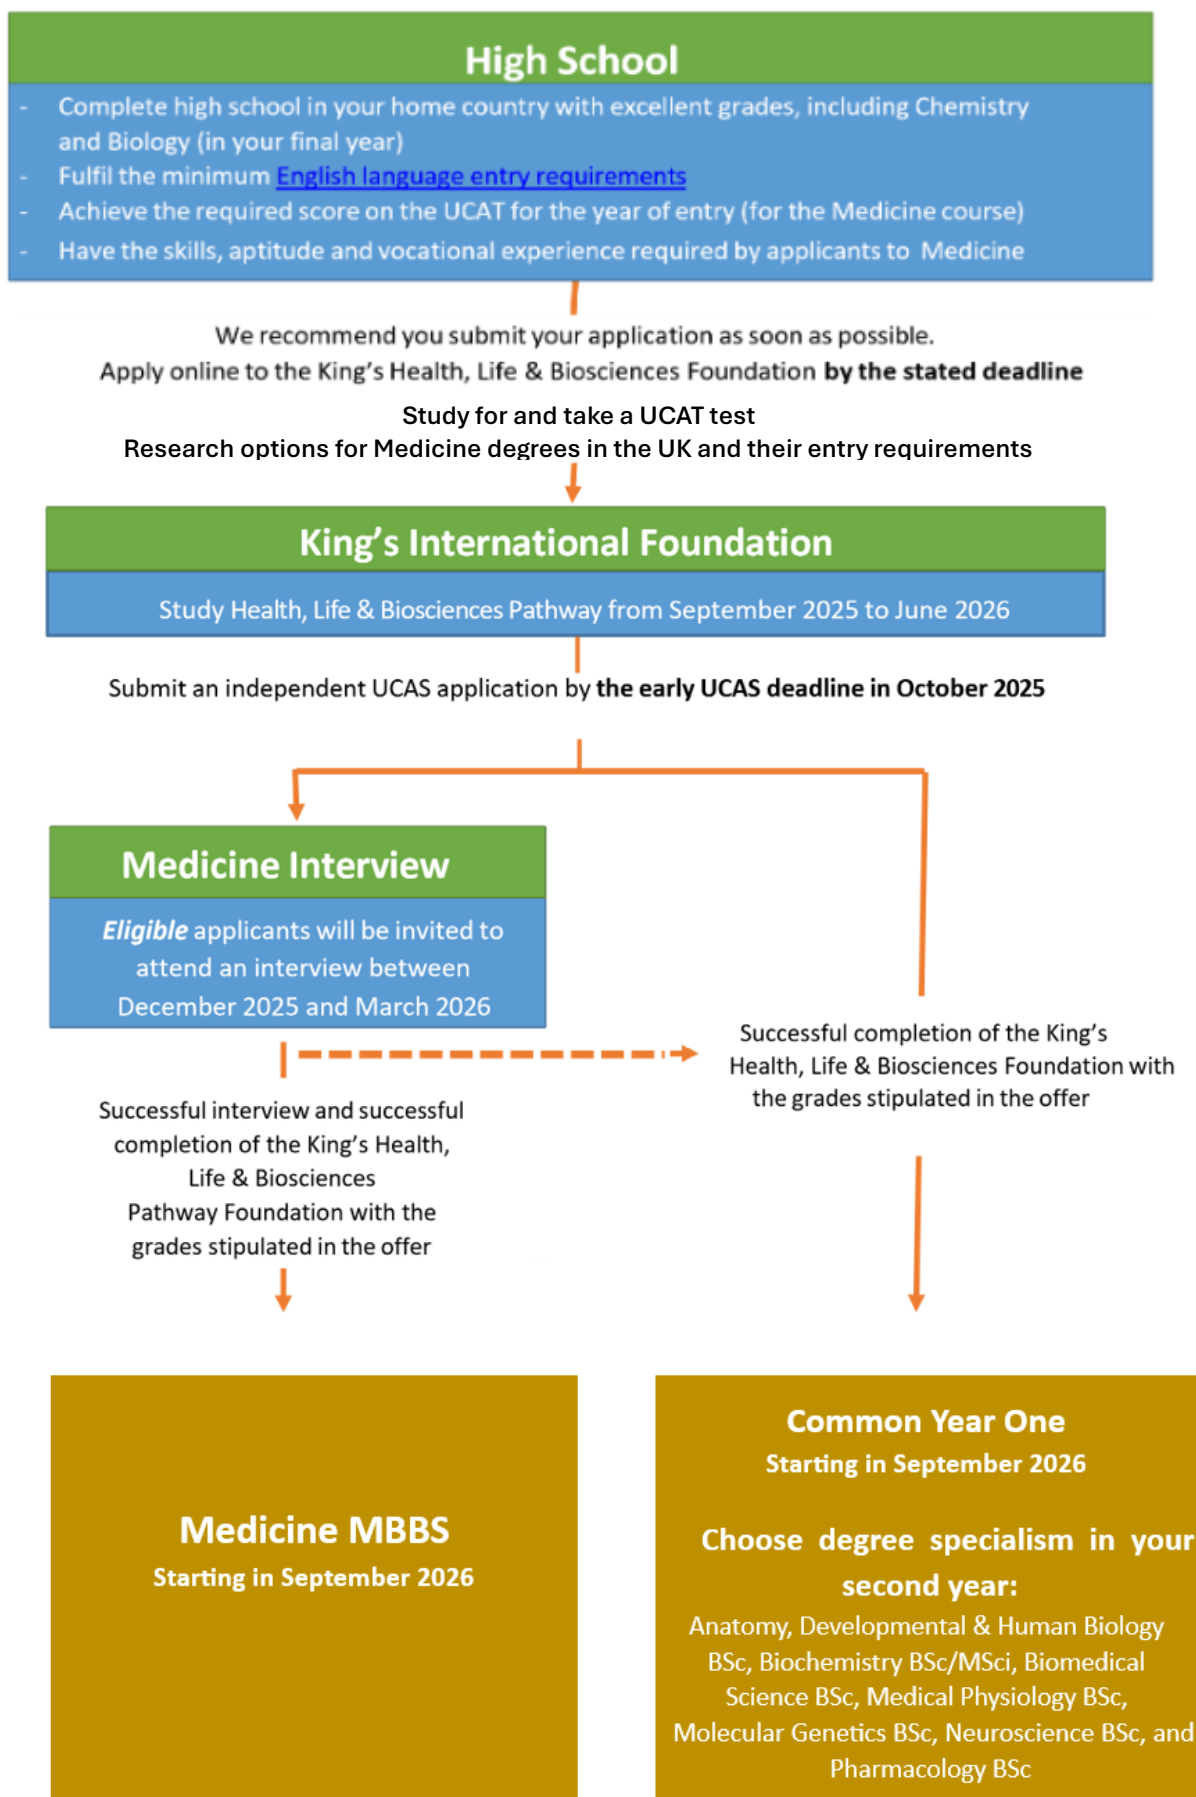 High School
- Complete high school in your home country with excellent grades, including Chemistry
and Biology (in your final year)
- Fulfil the minimum English language entry requirements
- Achieve the required score on the UCAT for the year of entry (for the Medicine course)
- Have the skills, aptitude and vocational experience required by applicants to Medicine
We recommend you submit your application as soon as possible.
Apply online to the King's Health, Life & Biosciences Foundation by the stated deadline
Study for and take a UCAT test
Research options for Medicine degrees in the UK and their entry requirements
King's International Foundation
Study Health, Life & Biosciences Pathway from September 2025 to June 2026
Submit an independent UCAS application by the early UCAS deadline in October 2025
Medicine Interview
Eligible applicants will be invited to
attend an interview between
December 2025 and March 2026
Successful interview and successful
completion of the King's Health,
Life & Biosciences
Pathway Foundation with the
grades stipulated in the offer
Successful completion of the King's
Health, Life & Biosciences Foundation with
the grades stipulated in the offer
Medicine MBBS
Starting in September 2026
Common Year One
Starting in September 2026
Choose degree specialism in your
second year:
Anatomy, Developmental & Human Biology
BSc, Biochemistry BSc/MSci, Biomedical
Science BSc, Medical Physiology BSc,
Molecular Genetics BSc, Neuroscience BSc, and
Pharmacology BSc